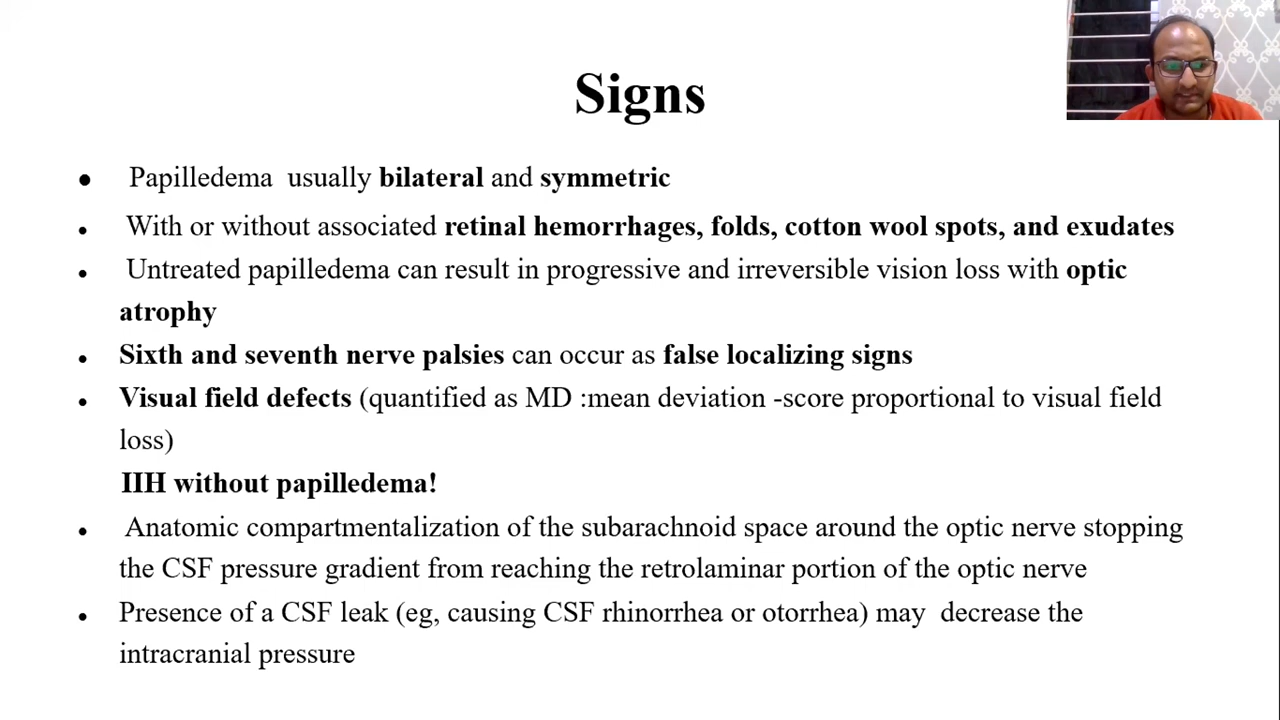 Signs
• Papilledema usually bilateral and symmetric
• With or without associated retinal hemorrhages, folds, cotton wool spots, and exudates
• Untreated papilledema can result in progressive and irreversible vision loss with optic
atrophy
• Sixth and seventh nerve palsies can occur as false localizing signs
• Visual field defects (quantified as MD :mean deviation -score proportional to visual field
loss)
IIH without papilledema!
• Anatomic compartmentalization of the subarachnoid space around the optic nerve stopping
the CSF pressure gradient from reaching the retrolaminar portion of the optic nerve
• Presence of a CSF leak (eg, causing CSF rhinorrhea or otorrhea) may decrease the
intracranial pressure